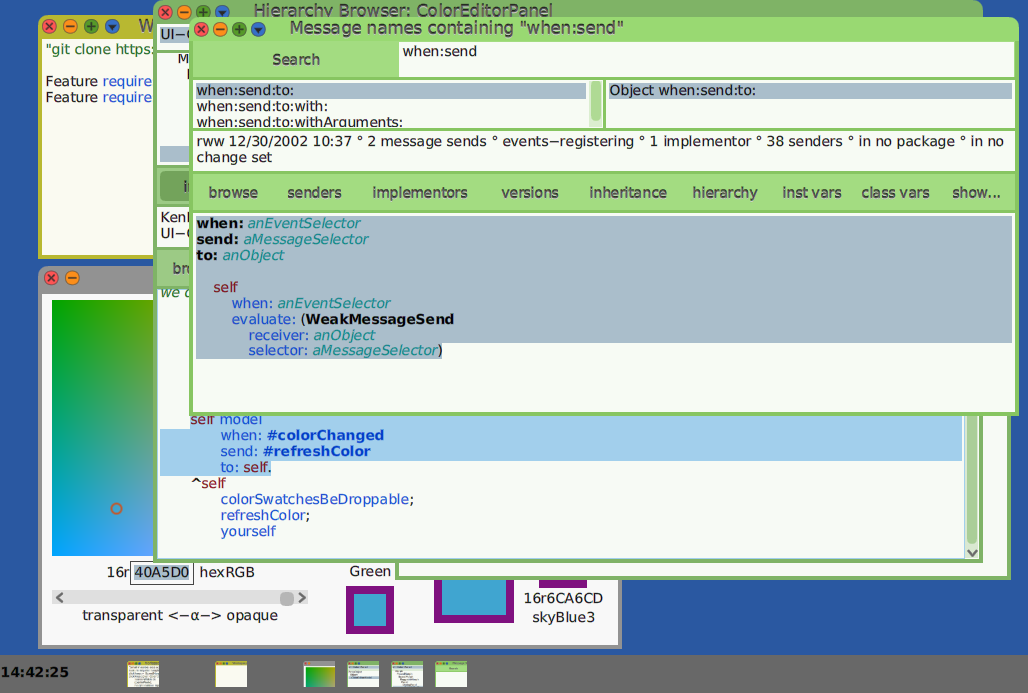 Hierarchy Browser: ColorEditorPanel
Message names containing "when:send"
W
"git clone https:
Feature require
Feature require
UI-C
M
Search
when:send
when:send:to:
when:send:to:with:
when:send:to:withArguments:
Object when:send:to:
rww 12/30/2002 10:37 ° 2 message sends ° events-registering ° 1 implementor ° 38 senders ° in no package ° in no
change set
browse senders implementors versions inheritance hierarchy inst vars class vars show...
i
KenI
UI-C
bro
we c
when: anEventSelector
send: aMessageSelector
to: anObject
self
when: anEventSelector
evaluate: (WeakMessageSend
receiver: anObject
selector: aMessageSelector)
self model
when: #colorChanged
send: #refreshColor
to: self.
^self
colorSwatchesBeDroppable;
refreshColor;
yourself
16r 40A5D0 hexRGB
transparent <-α-> opaque
Green
16r6CA6CD
skyBlue3
14:42:25